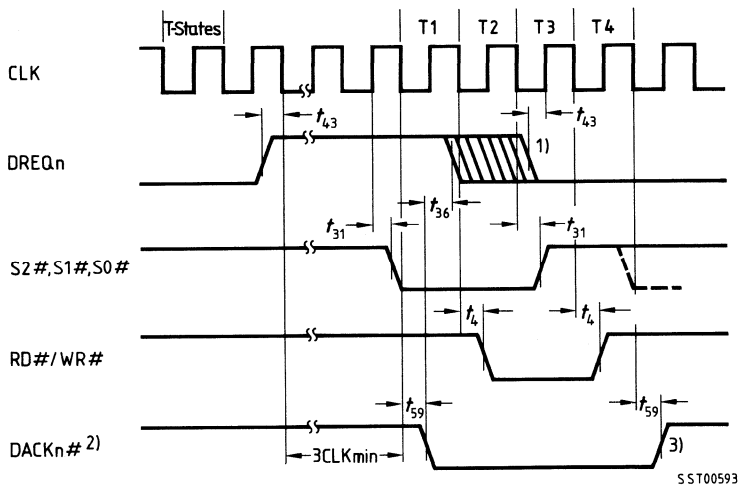 T-States
T1 T2 T3 T4
CLK
t43 t43
DREQn
1)
t36
t31 t31
S2#,S1#,S0#
t4 t4
RD#/WR#
t59 t59
DACKn# 2)
3CLKmin
3)
SST00593